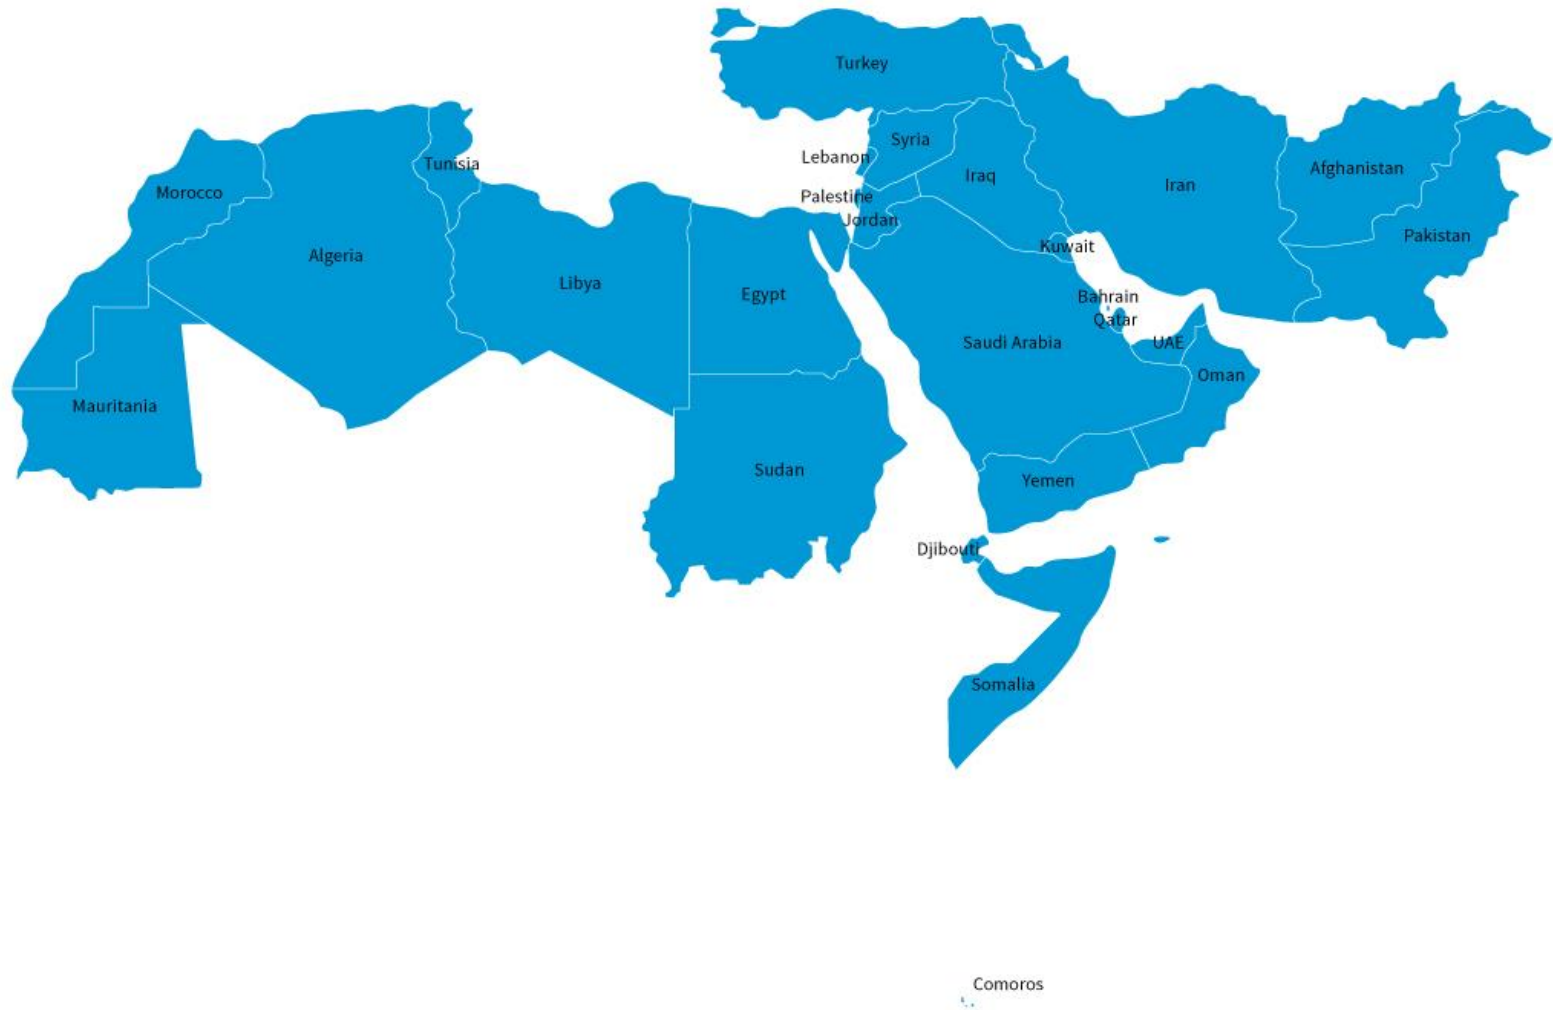 Turkey
Syria
Lebanon
Tunisia
Afghanistan
Iraq
Iran
Morocco
Palestine
Jordan
Pakistan
Kuwait
Algeria
Libya
Egypt
Bahrain
Qatar
Saudi Arabia
UAE
Oman
Mauritania
Sudan
Yemen
Djibouti
Somalia
Comoros